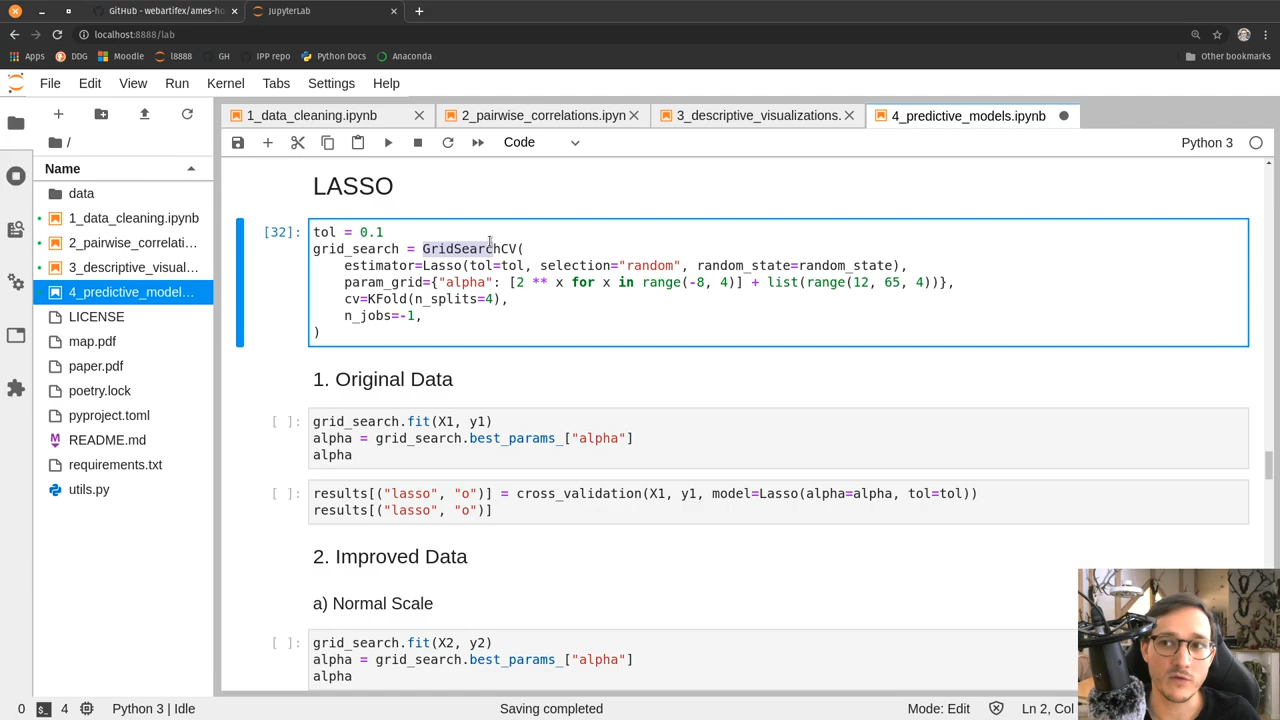 GitHub - webartifex/ames-ho
JupyterLab
localhost:8888/lab
Apps DDG Moodle l8888 GH IPP repo Python Docs Anaconda Other bookmarks
File Edit View Run Kernel Tabs Settings Help
1_data_cleaning.ipynb
2_pairwise_correlations.ipyn
3_descriptive_visualizations.
4_predictive_models.ipynb
Code
Python 3
/
Name
data
1_data_cleaning.ipynb
2_pairwise_correlati...
3_descriptive_visual...
4_predictive_model...
LICENSE
map.pdf
paper.pdf
poetry.lock
pyproject.toml
README.md
requirements.txt
utils.py
LASSO
[32]:
tol = 0.1
grid_search = GridSearchCV(
estimator=Lasso(tol=tol, selection="random", random_state=random_state),
param_grid={"alpha": [2 ** x for x in range(-8, 4)] + list(range(12, 65, 4))},
cv=KFold(n_splits=4),
n_jobs=-1,
)
1. Original Data
[ ]:
grid_search.fit(X1, y1)
alpha = grid_search.best_params_["alpha"]
alpha
[ ]:
results[("lasso", "o")] = cross_validation(X1, y1, model=Lasso(alpha=alpha, tol=tol))
results[("lasso", "o")]
2. Improved Data
a) Normal Scale
[ ]:
grid_search.fit(X2, y2)
alpha = grid_search.best_params_["alpha"]
alpha
0 4 Python 3 | Idle Saving completed Mode: Edit Ln 2, Col